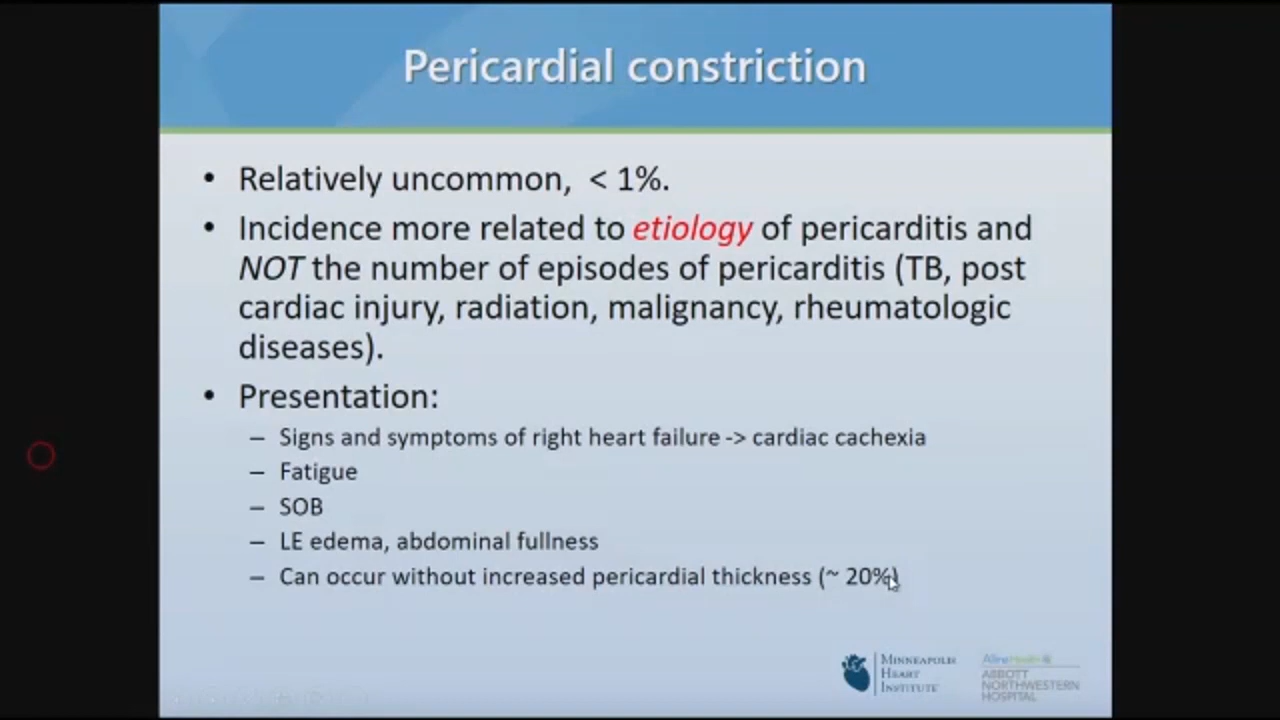 Pericardial constriction
• Relatively uncommon,  < 1%.
• Incidence more related to etiology of pericarditis and
NOT the number of episodes of pericarditis (TB, post
cardiac injury, radiation, malignancy, rheumatologic
diseases).
• Presentation:
– Signs and symptoms of right heart failure -> cardiac cachexia
– Fatigue
– SOB
– LE edema, abdominal fullness
– Can occur without increased pericardial thickness (~ 20%)
MINNEAPOLIS
HEART
INSTITUTE
Allina Health
ABBOTT
NORTHWESTERN
HOSPITAL